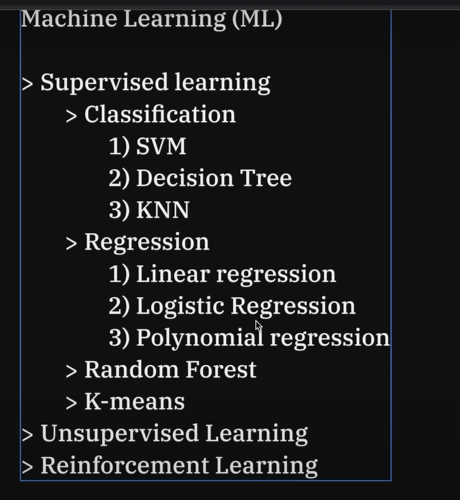 Machine Learning (ML)
> Supervised learning
> Classification
1) SVM
2) Decision Tree
3) KNN
> Regression
1) Linear regression
2) Logistic Regression
3) Polynomial regression
> Random Forest
> K-means
> Unsupervised Learning
> Reinforcement Learning